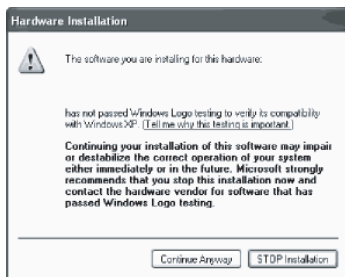 Hardware Installation
The software you are installing for this hardware:
has not passed Windows Logo testing to verify its compatibility
with Windows XP. (Tell me why this testing is important.)
Continuing your installation of this software may impair
or destabilize the correct operation of your system
either immediately or in the future. Microsoft strongly
recommends that you stop this installation now and
contact the hardware vendor for software that has
passed Windows Logo testing.
Continue Anyway
STOP Installation